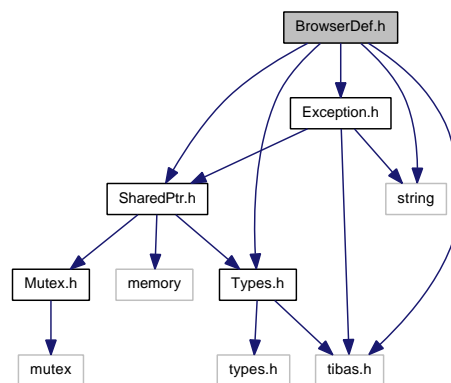 BrowserDef.h
Exception.h
SharedPtr.h
string
Mutex.h
memory
Types.h
mutex
types.h
tibas.h